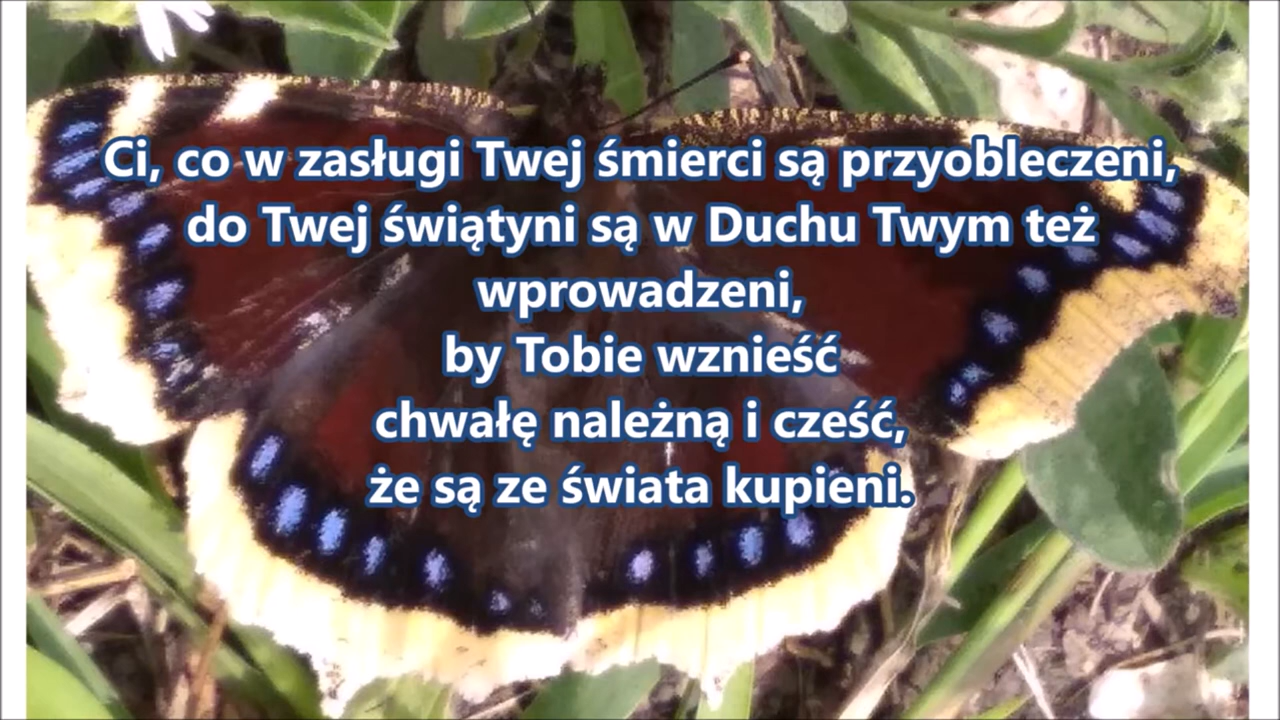 Ci, co w zasługi Twej śmierci są przyobleczeni,
do Twej świątyni są w Duchu Twym też
wprowadzeni,
by Tobie wznieść
chwałę należną i cześć,
że są ze świata kupieni.